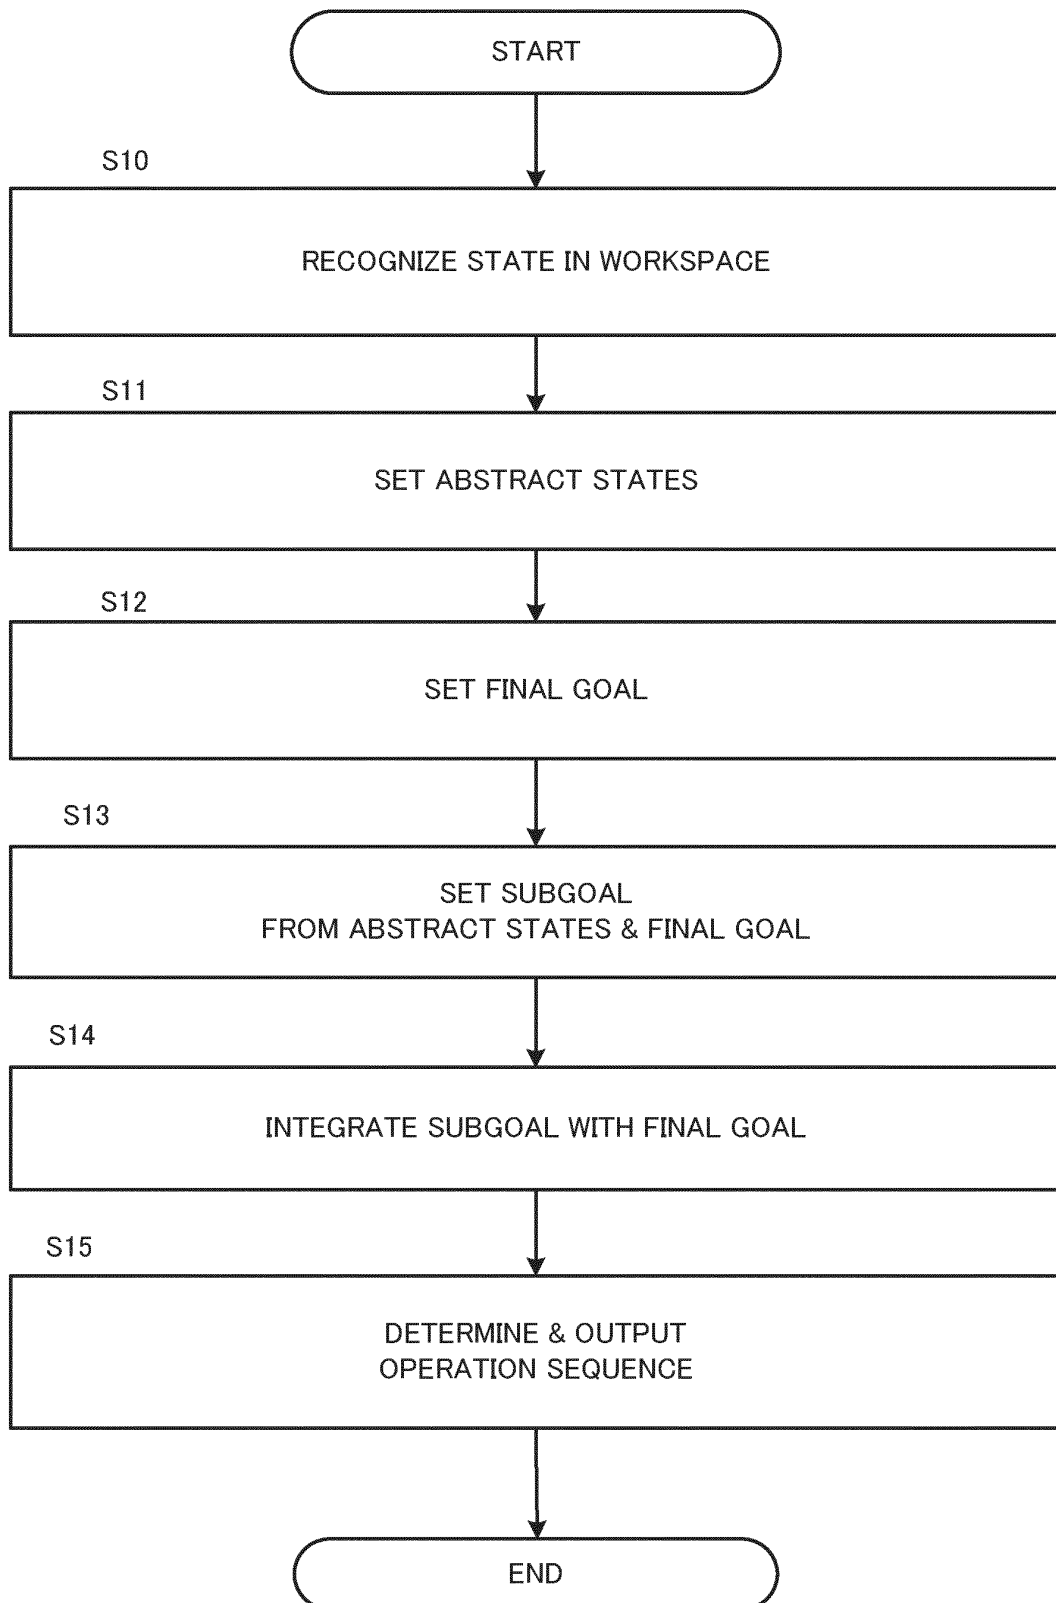 START
S10
RECOGNIZE STATE IN WORKSPACE
S11
SET ABSTRACT STATES
S12
SET FINAL GOAL
S13
SET SUBGOAL
FROM ABSTRACT STATES & FINAL GOAL
S14
INTEGRATE SUBGOAL WITH FINAL GOAL
S15
DETERMINE & OUTPUT
OPERATION SEQUENCE
END